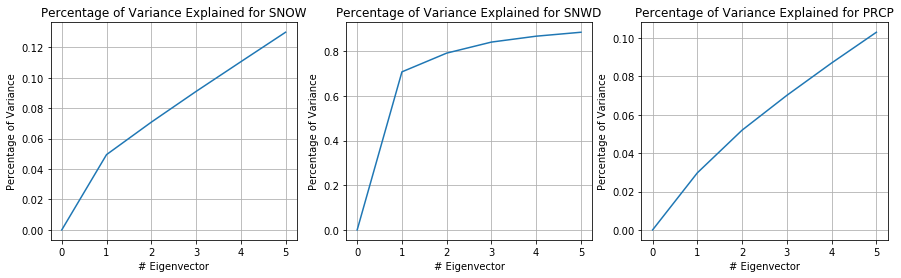 Percentage of Variance Explained for SNOW
0.12
0.10
0.08
0.06
0.04
0.02
0.00
Percentage of Variance
0 1 2 3 4 5
# Eigenvector
Percentage of Variance Explained for SNWD
0.8
0.6
0.4
0.2
0.0
Percentage of Variance
0 1 2 3 4 5
# Eigenvector
Percentage of Variance Explained for PRCP
0.10
0.08
0.06
0.04
0.02
0.00
Percentage of Variance
0 1 2 3 4 5
# Eigenvector